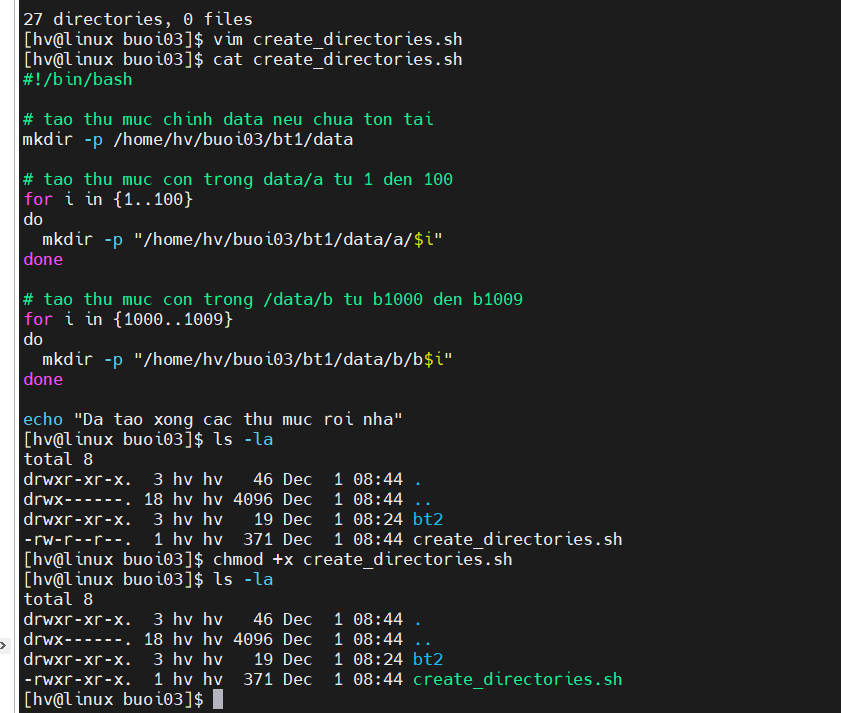 27 directories, 0 files
[hv@linux buoi03]$ vim create_directories.sh
[hv@linux buoi03]$ cat create_directories.sh
#!/bin/bash

# tao thu muc chinh data neu chua ton tai
mkdir -p /home/hv/buoi03/bt1/data

# tao thu muc con trong data/a tu 1 den 100
for i in {1..100}
do
  mkdir -p "/home/hv/buoi03/bt1/data/a/$i"
done

# tao thu muc con trong /data/b tu b1000 den b1009
for i in {1000..1009}
do
  mkdir -p "/home/hv/buoi03/bt1/data/b/b$i"
done

echo "Da tao xong cac thu muc roi nha"
[hv@linux buoi03]$ ls -la
total 8
drwxr-xr-x.  3 hv hv   46 Dec  1 08:44 .
drwx------. 18 hv hv 4096 Dec  1 08:44 ..
drwxr-xr-x.  3 hv hv   19 Dec  1 08:24 bt2
-rw-r--r--.  1 hv hv  371 Dec  1 08:44 create_directories.sh
[hv@linux buoi03]$ chmod +x create_directories.sh
[hv@linux buoi03]$ ls -la
total 8
drwxr-xr-x.  3 hv hv   46 Dec  1 08:44 .
drwx------. 18 hv hv 4096 Dec  1 08:44 ..
drwxr-xr-x.  3 hv hv   19 Dec  1 08:24 bt2
-rwxr-xr-x.  1 hv hv  371 Dec  1 08:44 create_directories.sh
[hv@linux buoi03]$